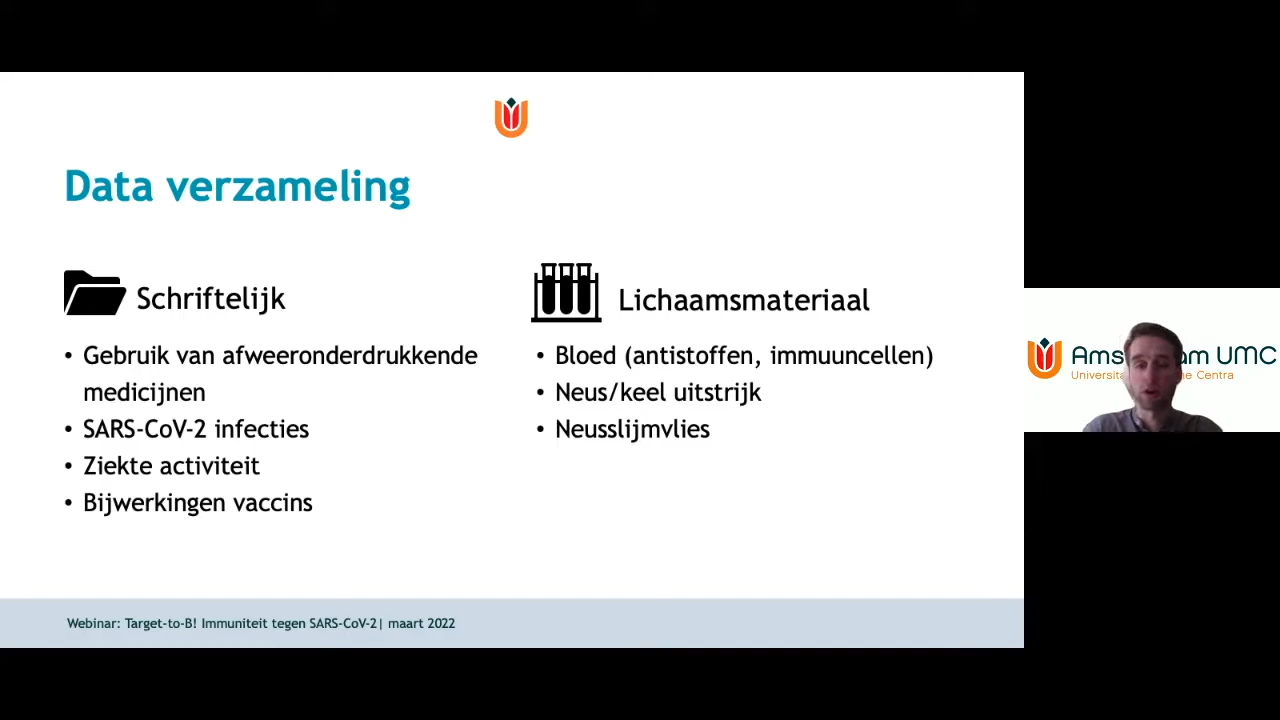 Data verzameling
Schriftelijk
• Gebruik van afweeronderdrukkende
medicijnen
• SARS-CoV-2 infecties
• Ziekte activiteit
• Bijwerkingen vaccins
Lichaamsmateriaal
• Bloed (antistoffen, immuuncellen)
• Neus/keel uitstrijk
• Neusslijmvlies
Webinar: Target-to-B! Immuniteit tegen SARS-CoV-2| maart 2022
UMC
Centra